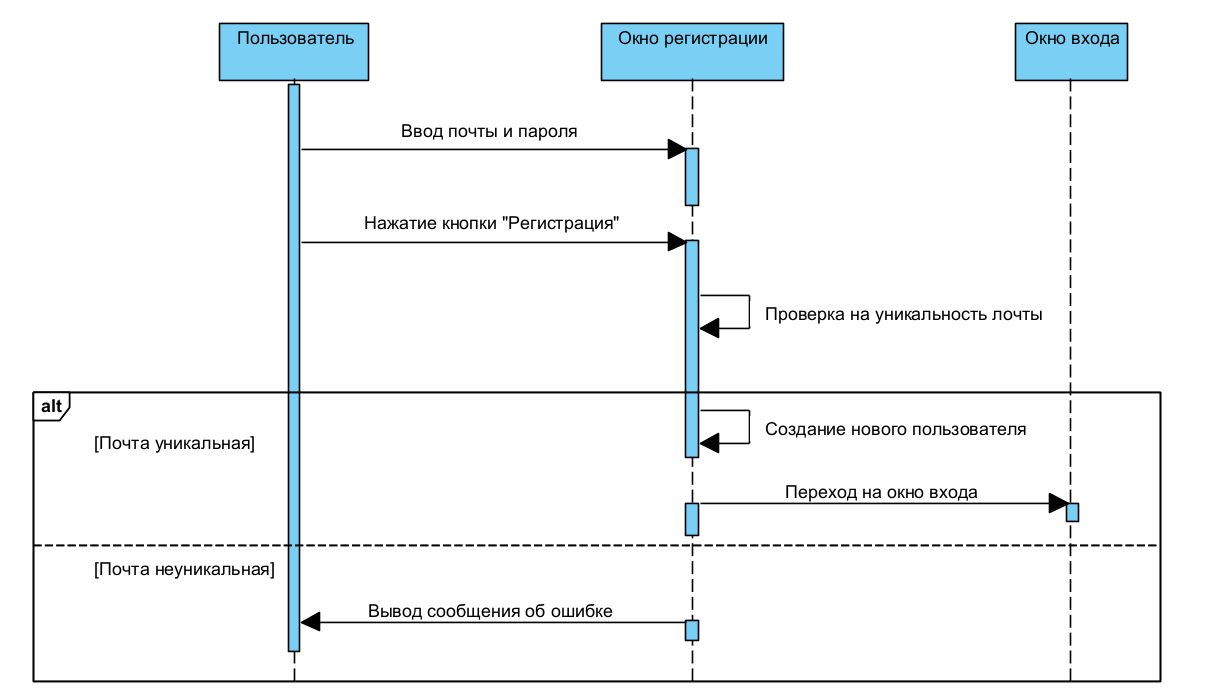 Пользователь
Окно регистрации
Окно входа
Ввод почты и пароля
Нажатие кнопки "Регистрация"
Проверка на уникальность лочты
alt
[Почта уникальная]
Создание нового пользователя
Переход на окно входа
[Почта неуникальная]
Вывод сообщения об ошибке